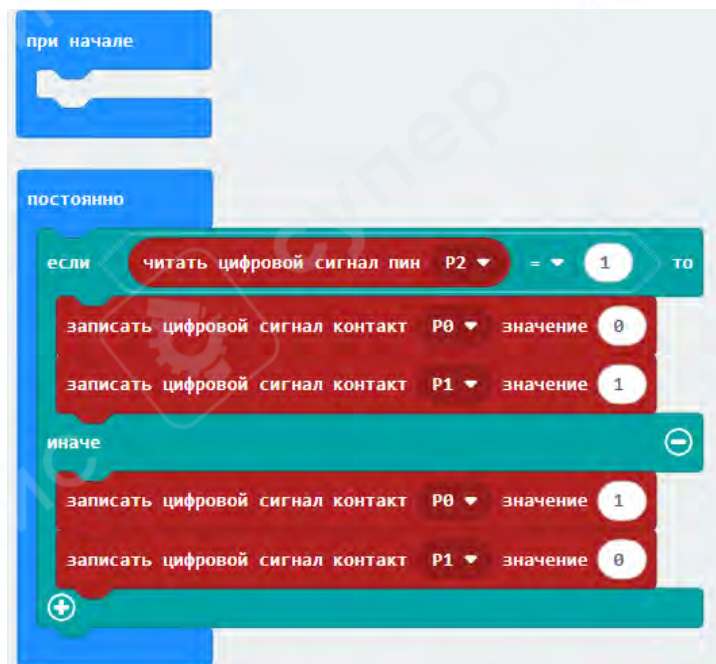 при начале
постоянно
если читать цифровой сигнал пин P2 = 1 то
записать цифровой сигнал контакт P0 значение 0
записать цифровой сигнал контакт P1 значение 1
иначе
записать цифровой сигнал контакт P0 значение 1
записать цифровой сигнал контакт P1 значение 0